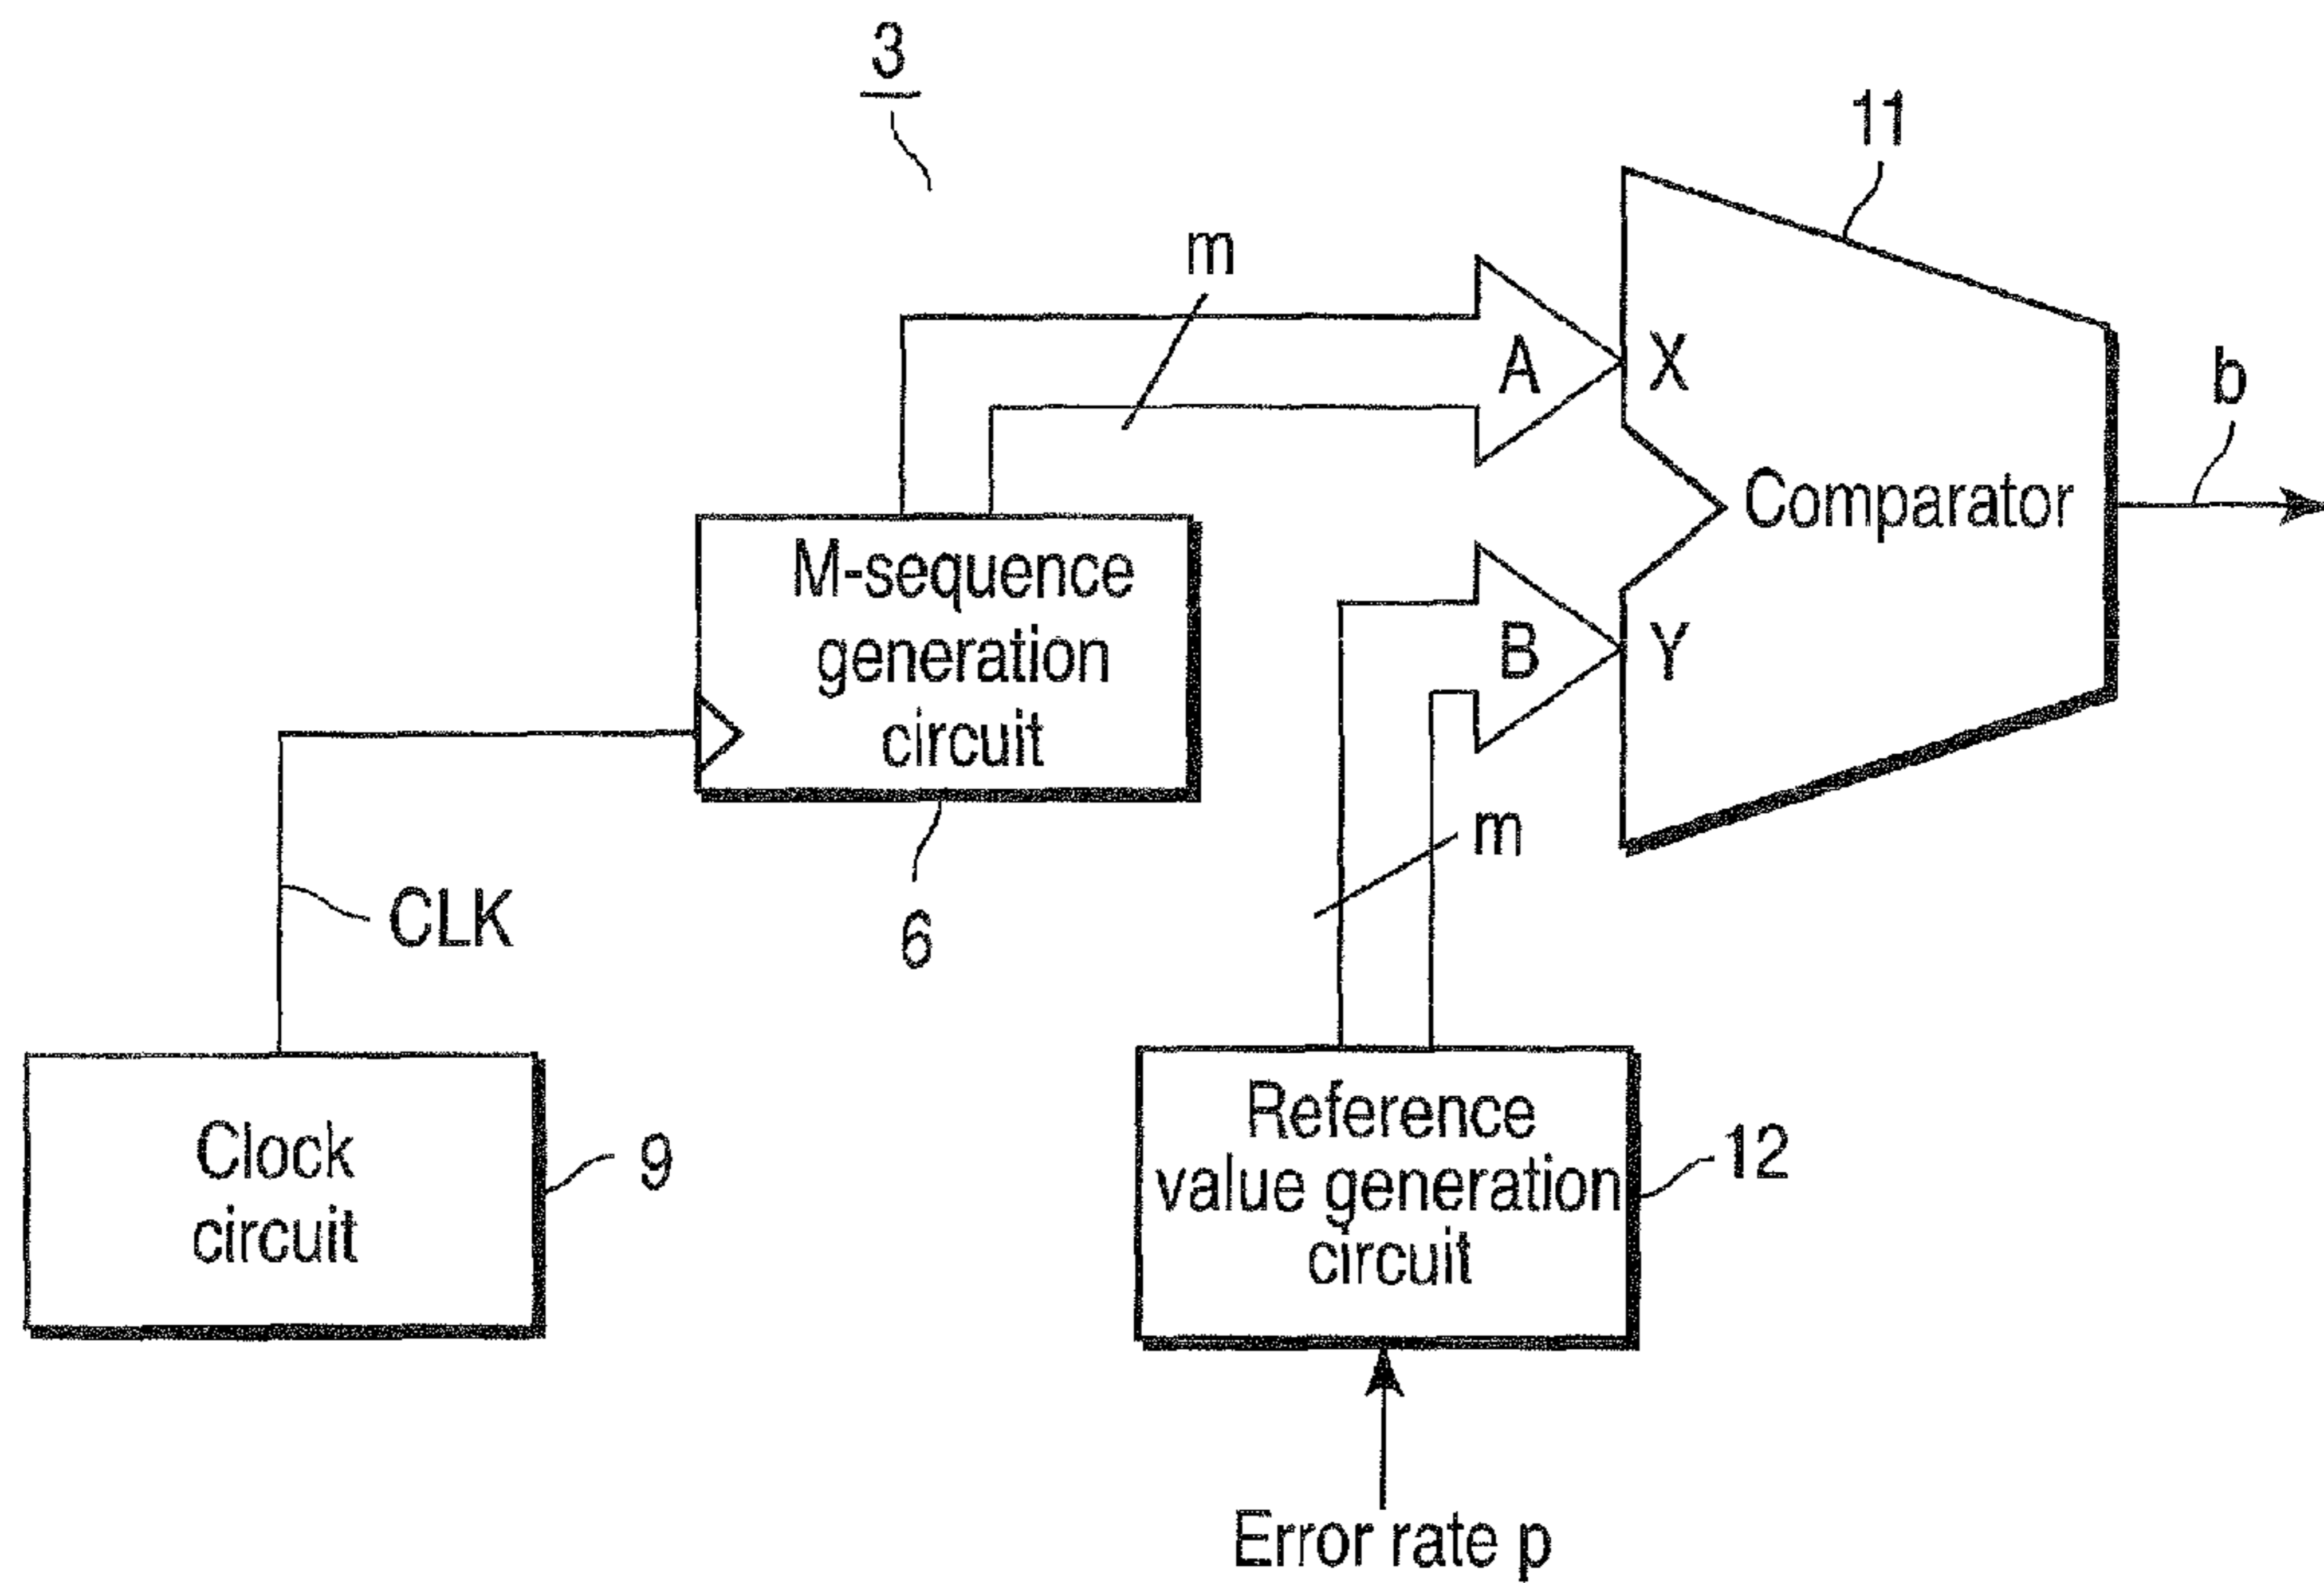 3
11
m
A
X
b
Comparator
M-sequence
generation
circuit
B
Y
m
CLK
6
Clock
circuit
9
Reference
value generation
circuit
12
Error rate p